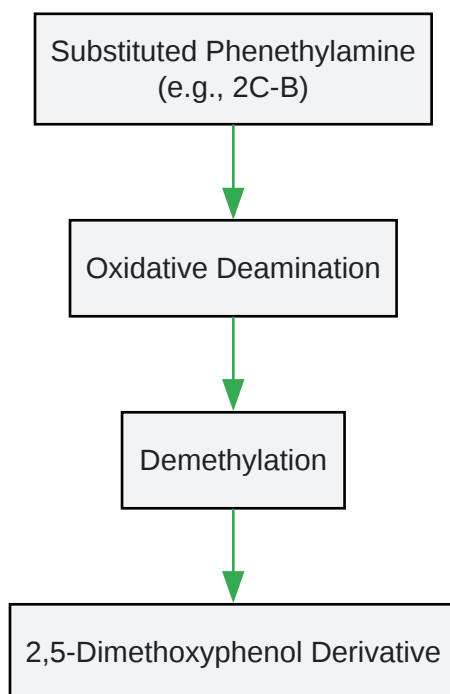 Substituted Phenethylamine
(e.g., 2C-B)
Oxidative Deamination
Demethylation
2,5-Dimethoxyphenol Derivative